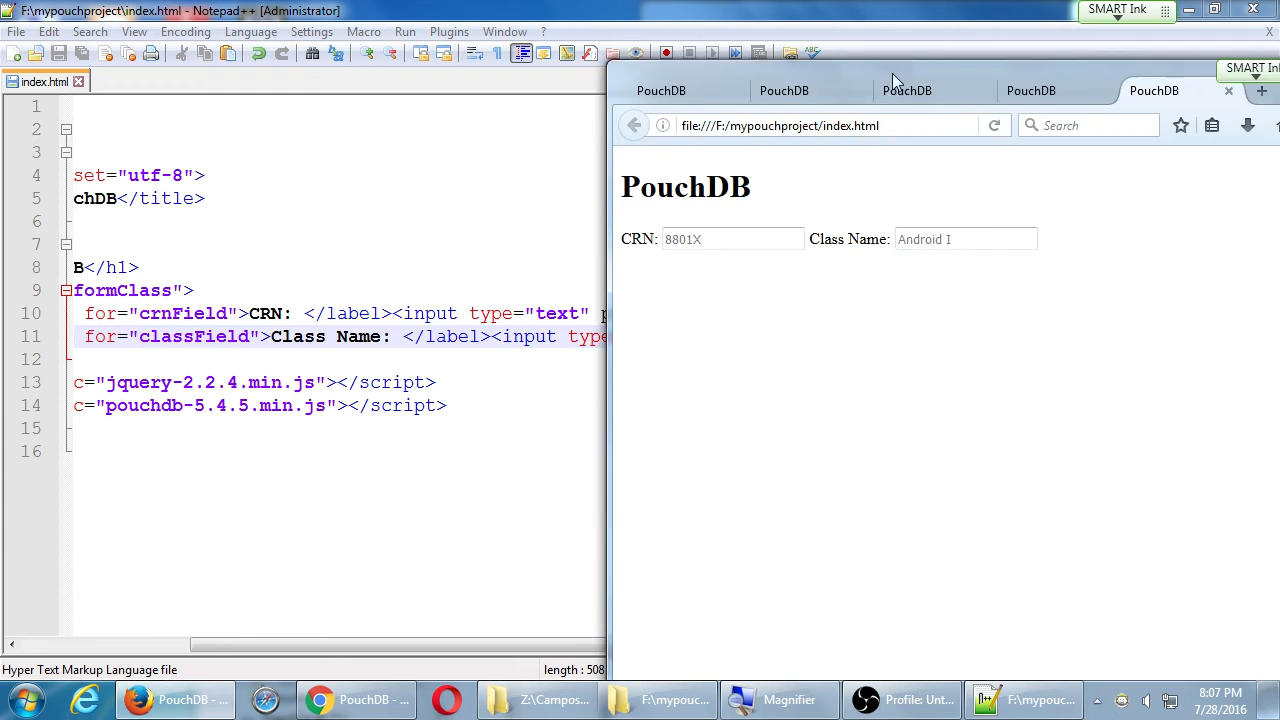 F:\mypouchproject\index.html - Notepad++ [Administrator]
SMART Ink
File Edit Search View Encoding Language Settings Macro Run Plugins Window ? X
index.html
SMART Ink
PouchDB PouchDB PouchDB PouchDB PouchDB
file:///F:/mypouchproject/index.html
Search
PouchDB
CRN: 8801X Class Name: Android I
1
2
3
4 set="utf-8">
5 chDB</title>
6
7
8 B</h1>
9 formClass">
10 for="crnField">CRN: </label><input type="text" p
11 for="classField">Class Name: </label><input type
12
13 c="jquery-2.2.4.min.js"></script>
14 c="pouchdb-5.4.5.min.js"></script>
15
16
Hyper Text Markup Language file length : 508
PouchDB - ... PouchDB - ... Z:\Campos... F:\mypouc... Magnifier Profile: Unt... F:\mypouc... 8:07 PM
7/28/2016